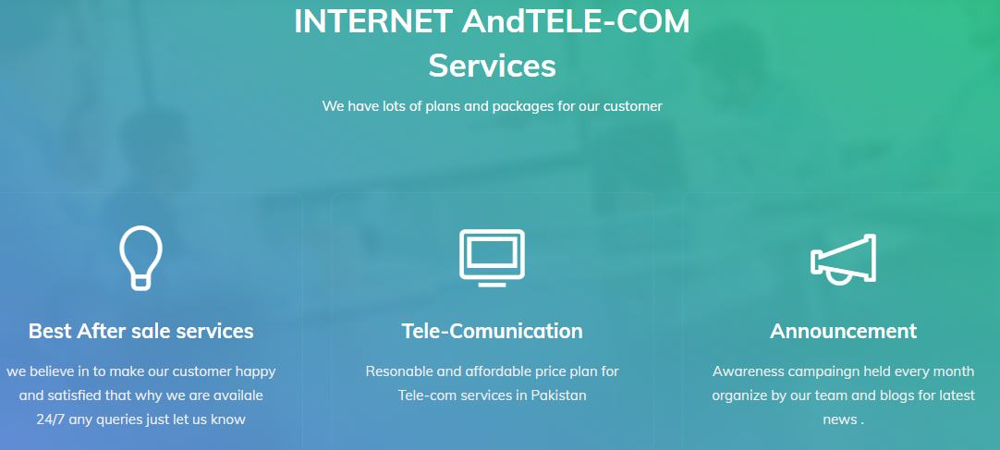 INTERNET AndTELE-COM
Services
We have lots of plans and packages for our customer
Best After sale services
we believe in to make our customer happy
and satisfied that why we are availale
24/7 any queries just let us know
Tele-Comunication
Resonable and affordable price plan for
Tele-com services in Pakistan
Announcement
Awareness campaingn held every month
organize by our team and blogs for latest
news .